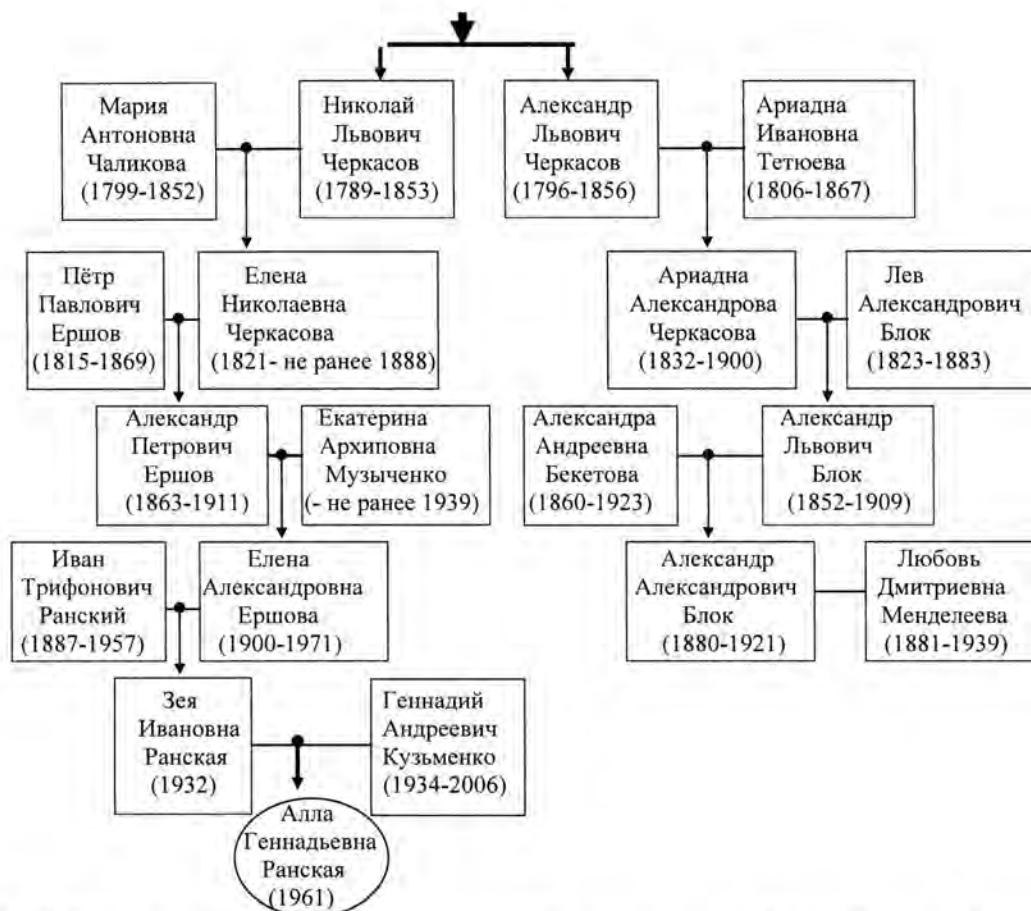 Мария
Антоновна
Чаликова
(1799-1852)
Николай
Львович
Черкасов
(1789-1853)
Александр
Львович
Черкасов
(1796-1856)
Ариадна
Ивановна
Тетюева
(1806-1867)
Пётр
Павлович
Ершов
(1815-1869)
Елена
Николаевна
Черкасова
(1821- не ранее 1888)
Ариадна
Александрова
Черкасова
(1832-1900)
Лев
Александрович
Блок
(1823-1883)
Александр
Петрович
Ершов
(1863-1911)
Екатерина
Архиповна
Музыченко
(- не ранее 1939)
Александра
Андреевна
Бекетова
(1860-1923)
Александр
Львович
Блок
(1852-1909)
Иван
Трифонович
Ранский
(1887-1957)
Елена
Александровна
Ершова
(1900-1971)
Александр
Александрович
Блок
(1880-1921)
Любовь
Дмитриевна
Менделеева
(1881-1939)
Зея
Ивановна
Ранская
(1932)
Геннадий
Андреевич
Кузьменко
(1934-2006)
Алла
Геннадьевна
Ранская
(1961)